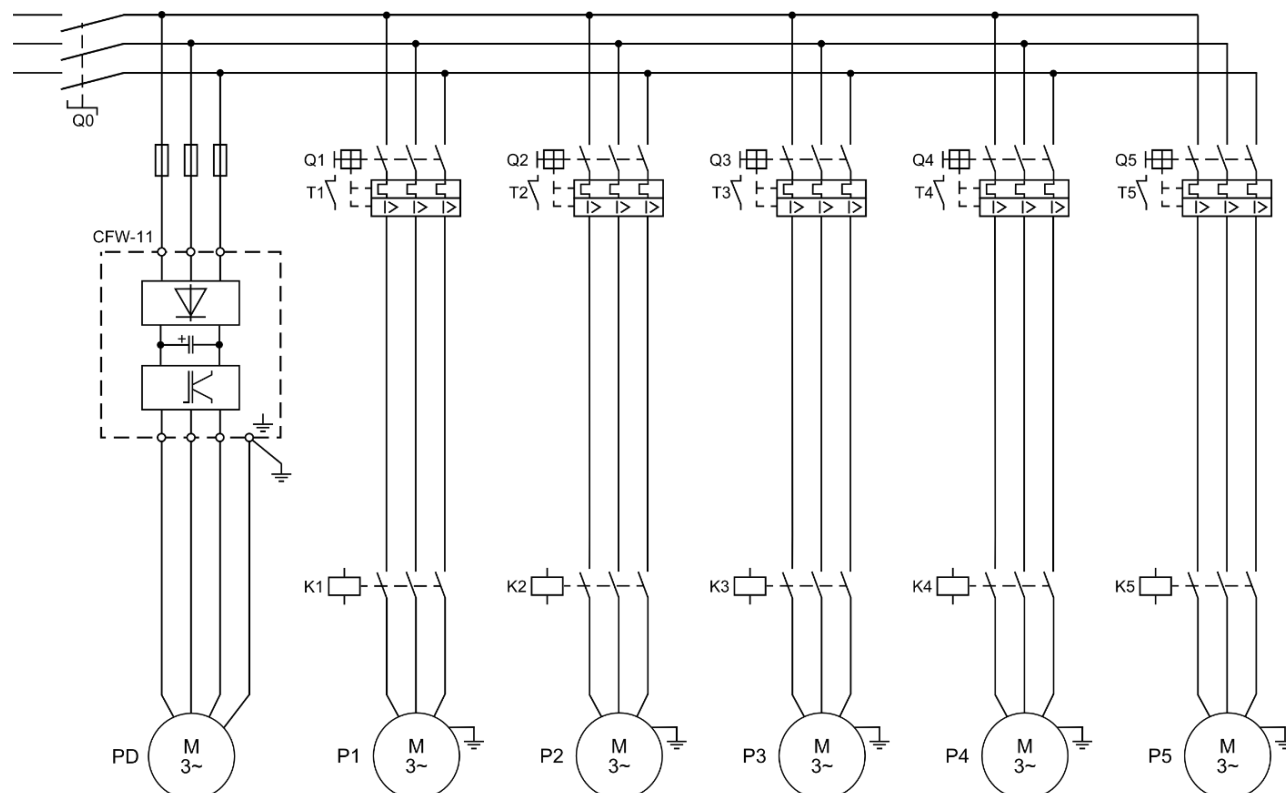 Q0
Q1 Q2 Q3 Q4 Q5
T1 T2 T3 T4 T5
I> I> I> I> I> I> I> I> I> I> I> I> I> I> I>
CFW-11
+
K1 K2 K3 K4 K5
PD M P1 M P2 M P3 M P4 M P5 M
3~ 3~ 3~ 3~ 3~ 3~